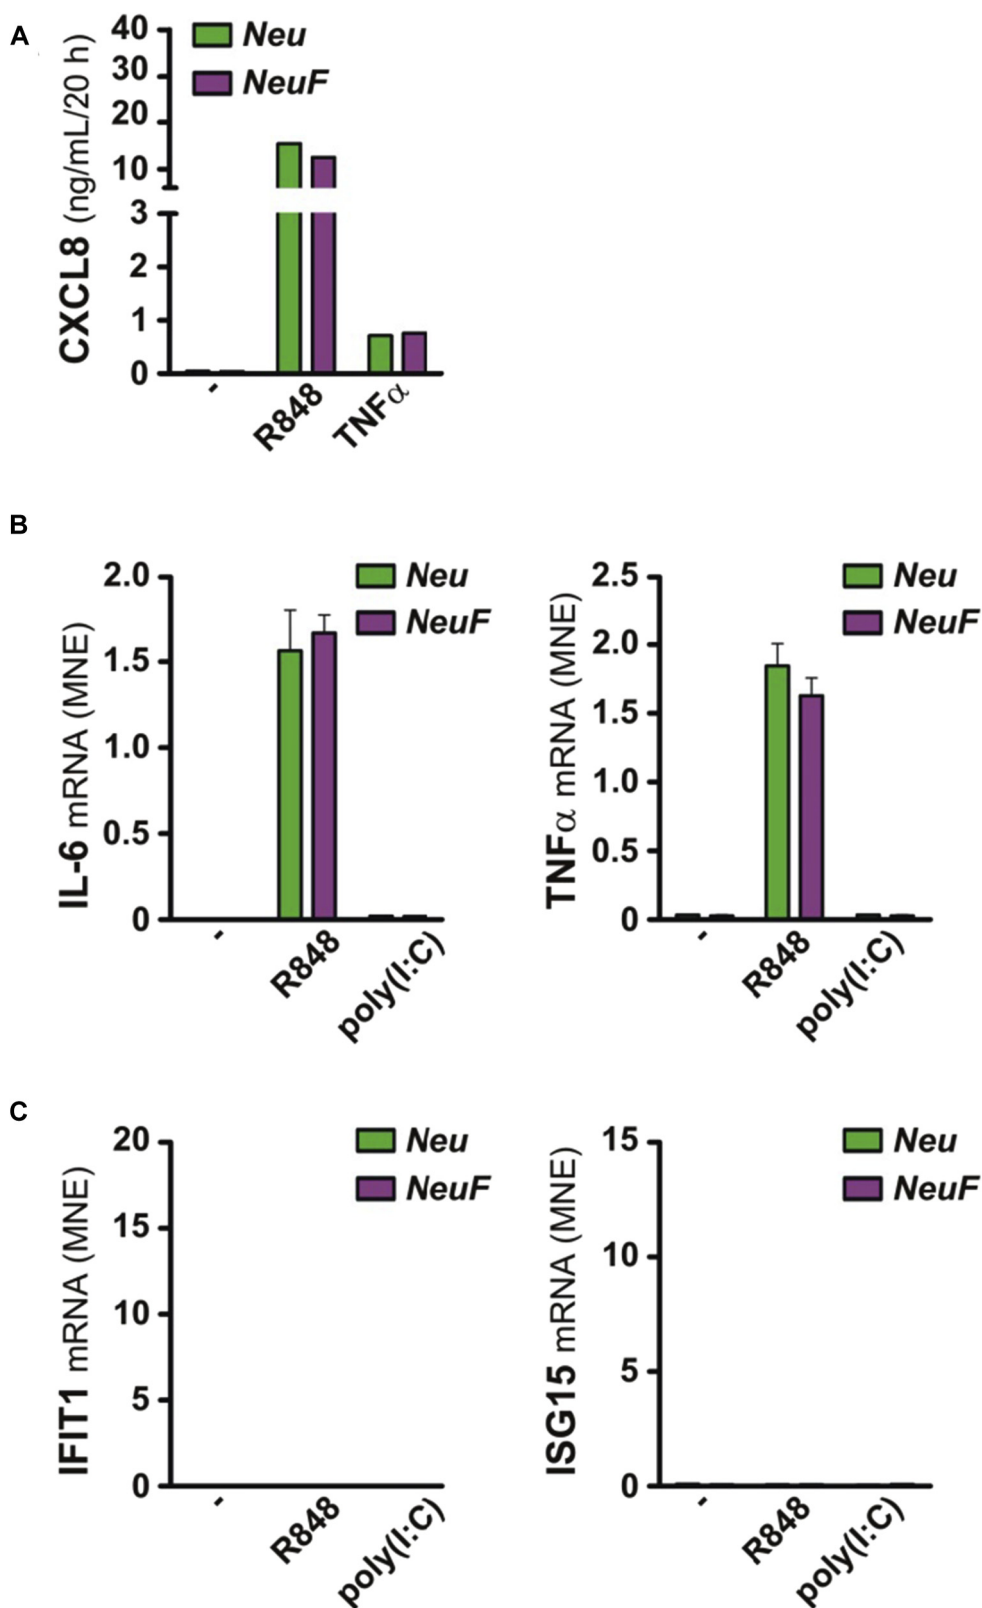 A
CXCL8 (ng/mL/20 h)
40
30
20
10
3
2
1
0
Neu
NeuF
-
R848
TNFα
B
IL-6 mRNA (MNE)
2.0
1.5
1.0
0.5
0
Neu
NeuF
-
R848
poly(I:C)
TNFα mRNA (MNE)
2.5
2.0
1.5
1.0
0.5
0
Neu
NeuF
-
R848
poly(I:C)
C
IFIT1 mRNA (MNE)
20
15
10
5
0
Neu
NeuF
-
R848
poly(I:C)
ISG15 mRNA (MNE)
15
10
5
0
Neu
NeuF
-
R848
poly(I:C)